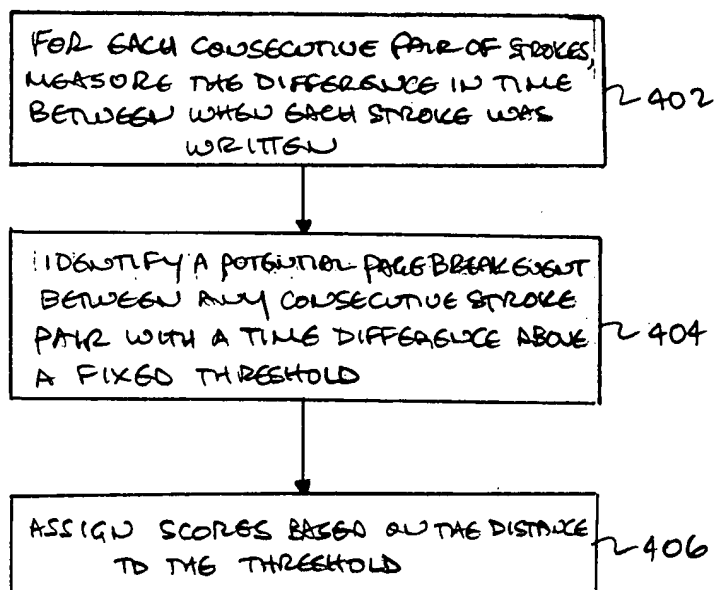 FOR EACH CONSECUTIVE PAIR OF STROKES,
MEASURE THE DIFFERENCE IN TIME
BETWEEN WHEN EACH STROKE WAS
WRITTEN
402
IDENTIFY A POTENTIAL PAGE BREAK EVENT
BETWEEN ANY CONSECUTIVE STROKE
PAIR WITH A TIME DIFFERENCE ABOVE
A FIXED THRESHOLD
404
ASSIGN SCORES BASED ON THE DISTANCE
TO THE THRESHOLD
406